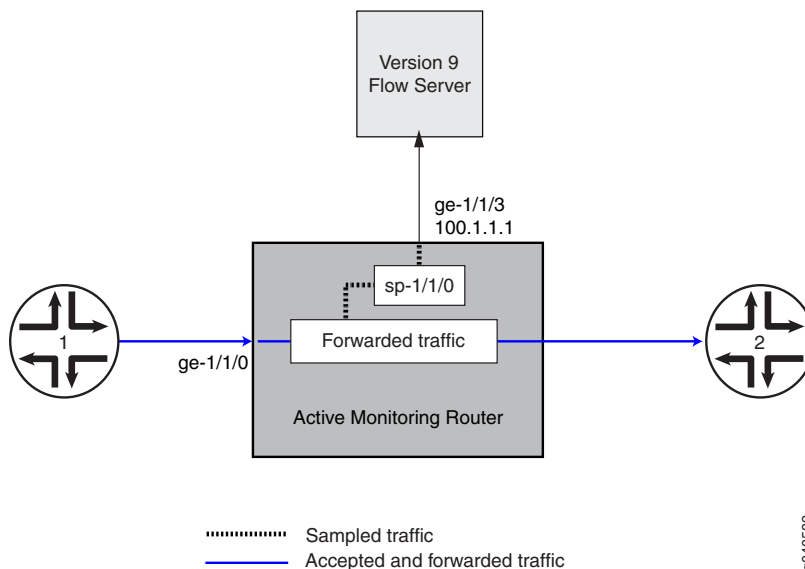 Version 9
Flow Server
ge-1/1/3
100.1.1.1
sp-1/1/0
1
Forwarded traffic
2
ge-1/1/0
Active Monitoring Router
Sampled traffic
Accepted and forwarded traffic